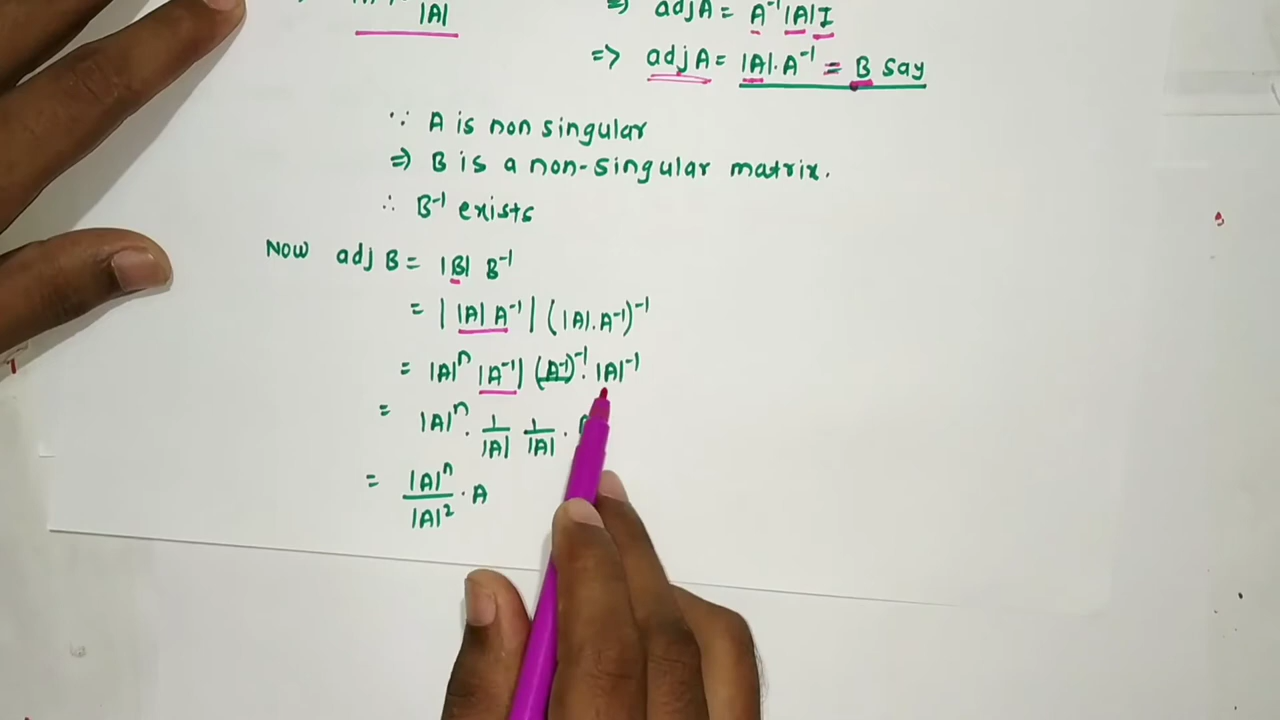 |A|
=> adj A = A⁻¹ |A| I
=> adj A = |A|. A⁻¹ = B say
∵ A is non singular
=> B is a non-singular matrix.
∴ B⁻¹ exists
Now adj B = |B| B⁻¹
= | |A| A⁻¹ | (|A|. A⁻¹)⁻¹
= |A|ⁿ |A⁻¹| (A⁻¹)⁻¹ . |A|⁻¹
= |A|ⁿ . 1/|A| 1/|A| .
= |A|ⁿ/|A|² . A